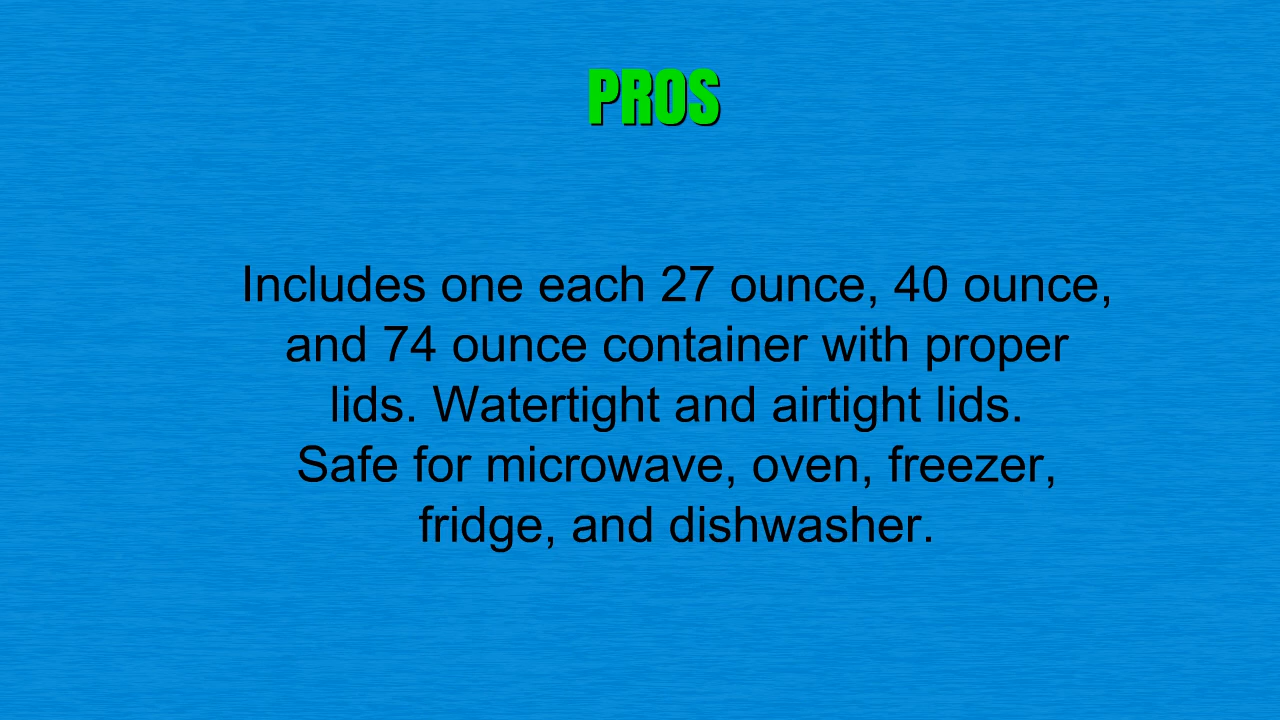 PROS
Includes one each 27 ounce, 40 ounce,
and 74 ounce container with proper
lids. Watertight and airtight lids.
Safe for microwave, oven, freezer,
fridge, and dishwasher.